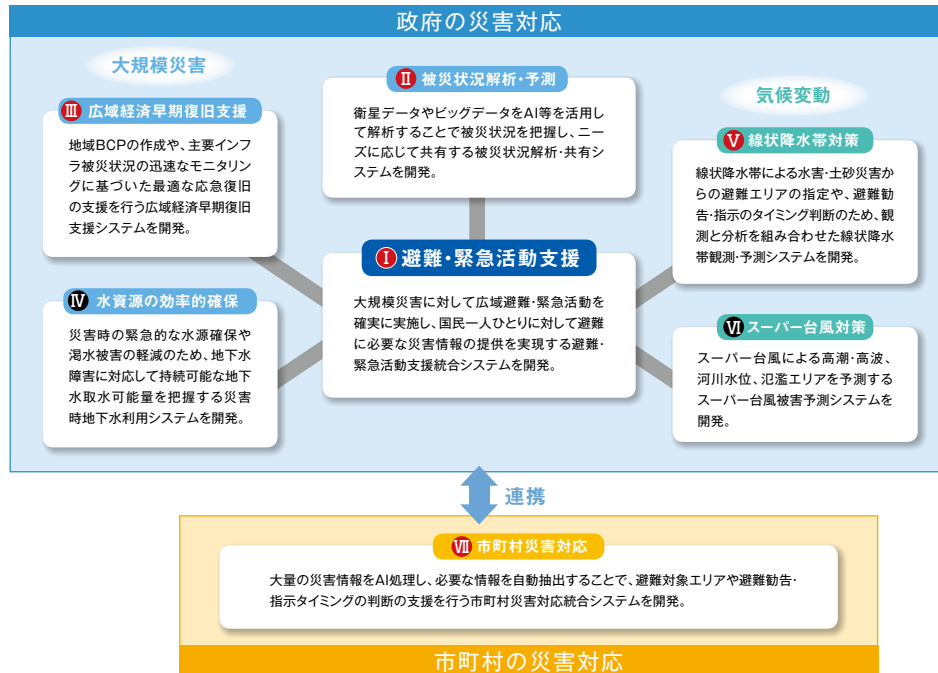 政府の災害対応
大規模災害
Ⅲ 広域経済早期復旧支援
地域BCPの作成や、主要インフ
ラ被災状況の迅速なモニタリン
グに基づいた最適な応急復旧
の支援を行う広域経済早期復旧
支援システムを開発。
Ⅱ 被災状況解析・予測
衛星データやビッグデータをAI等を活用し
て解析することで被災状況を把握し、ニー
ズに応じて共有する被災状況解析・共有シ
ステムを開発。
気候変動
Ⅴ 線状降水帯対策
線状降水帯による水害・土砂災害か
らの避難エリアの指定や、避難勧
告・指示のタイミング判断のため、観
測と分析を組み合わせた線状降水
帯観測・予測システムを開発。
Ⅰ 避難・緊急活動支援
大規模災害に対して広域避難・緊急活動を
確実に実施し、国民一人ひとりに対して避難
に必要な災害情報の提供を実現する避難・
緊急活動支援統合システムを開発。
Ⅳ 水資源の効率的確保
災害時の緊急的な水源確保や
渇水被害の軽減のため、地下水
障害に対応して持続可能な地下
水取水可能量を把握する災害
時地下水利用システムを開発。
Ⅵ スーパー台風対策
スーパー台風による高潮・高波、
河川水位、氾濫エリアを予測する
スーパー台風被害予測システムを
開発。
連携
Ⅶ 市町村災害対応
大量の災害情報をAI処理し、必要な情報を自動抽出することで、避難対象エリアや避難勧告・
指示タイミングの判断の支援を行う市町村災害対応統合システムを開発。
市町村の災害対応